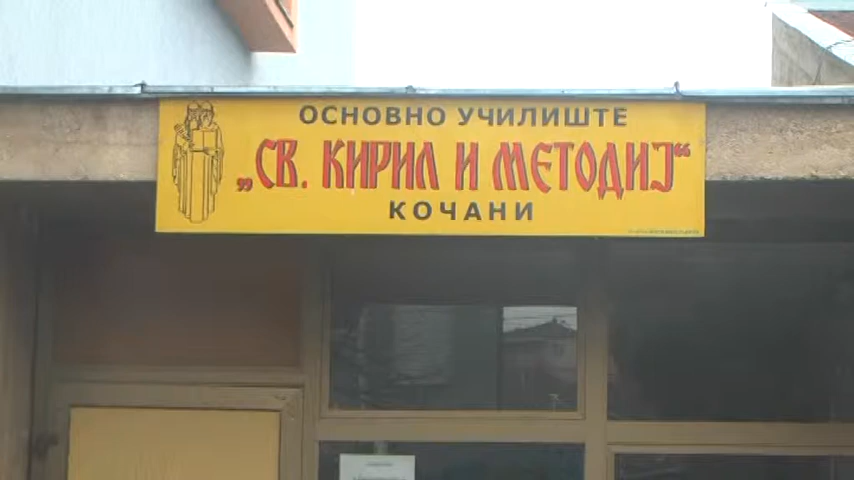 ОСНОВНО УЧИЛИШТЕ
„СВ. КИРИЛ И МЕТОДИЈ“
КОЧАНИ